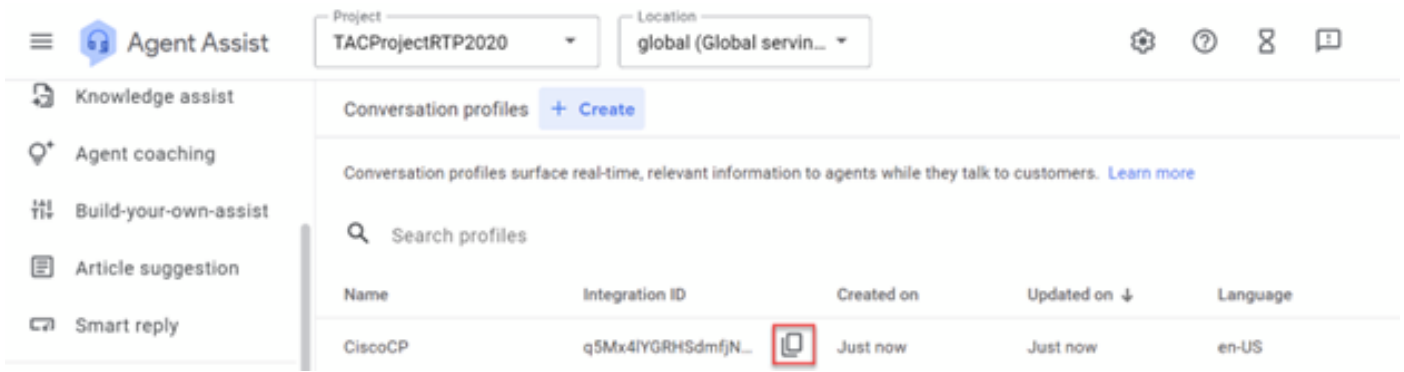 Project
Location
Agent Assist
TACProjectRTP2020
global (Global servin...
Knowledge assist
Conversation profiles + Create
Agent coaching
Conversation profiles surface real-time, relevant information to agents while they talk to customers. Learn more
Build-your-own-assist
Search profiles
Article suggestion
Name Integration ID Created on Updated on ↓ Language
Smart reply
CiscoCP q5Mx4lYGRHSdmfjN... Just now Just now en-US